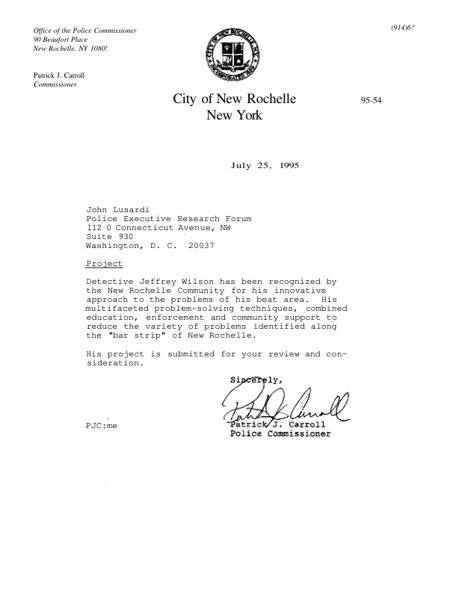 Office of the Police Commissioner
90 Beaufort Place
New Rochelle. NY 1080!
(914)6?
Patrick J. Carroll
Commissioner
City of New Rochelle
New York
95-54
July 25, 1995
John Lusardi
Police Executive Research Forum
112 0 Connecticut Avenue, NW
Suite 930
Washington, D. C. 20037
Project
Detective Jeffrey Wilson has been recognized by
the New Rochelle Community for his innovative
approach to the problems of his beat area. His
multifaceted problem-solving techniques, combined
education, enforcement and community support to
reduce the variety of problems identified along
the "bar strip" of New Rochelle.
His project is submitted for your review and con-
sideration.
Sincerely,
Patrick J. Carroll
Police Commissioner
PJC:me